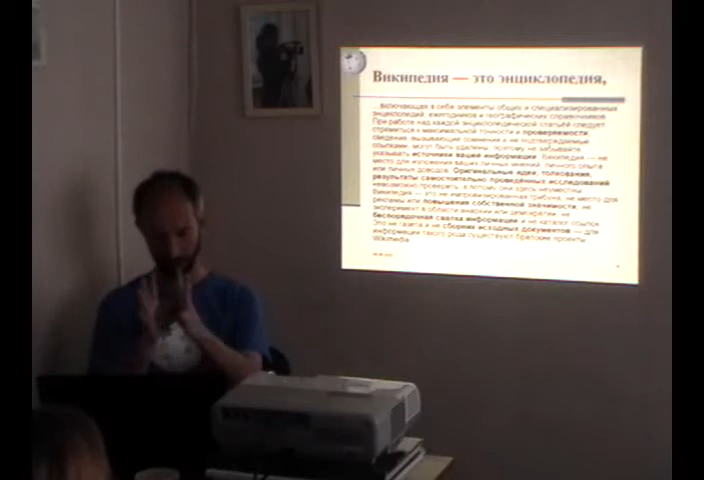 Википедия — это энциклопедия,
включающая в себя элементы общих и специализированных
энциклопедий, ежегодников и географических справочников.
При работе над каждой энциклопедической статьёй следует
стремиться к максимальной точности и проверяемости:
сведения, вызывающие сомнения и не подтверждаемые
ссылками, могут быть удалены, поэтому не забывайте
указывать источники вашей информации. Википедия — не
место для изложения ваших личных мнений, личного опыта
или личных доводов. Оригинальные идеи, толкования,
результаты самостоятельно проведённых исследований
невозможно проверить, а потому они здесь неуместны.
Википедия — это не импровизированная трибуна, не место для
рекламы или повышения собственной значимости, не
эксперимент в области анархии или демократии, не
беспорядочная свалка информации и не каталог ссылок.
Это не газета и не сборник исходных документов — для
информации такого рода существуют братские проекты
Wikimedia